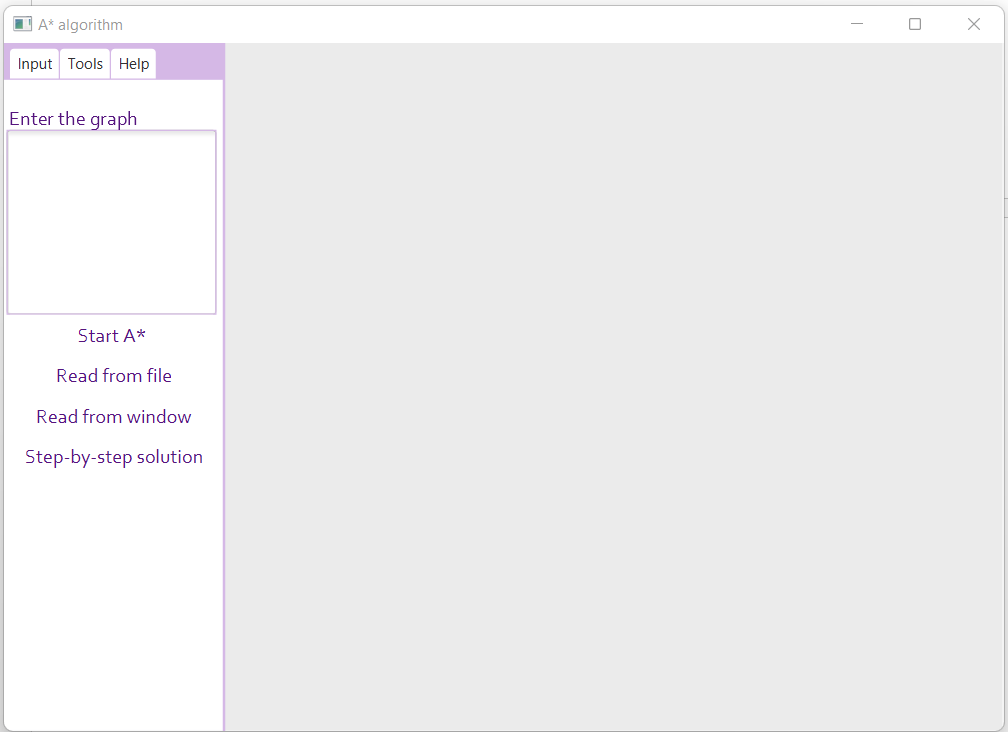 A* algorithm
Input Tools Help
Enter the graph
Start A*
Read from file
Read from window
Step-by-step solution